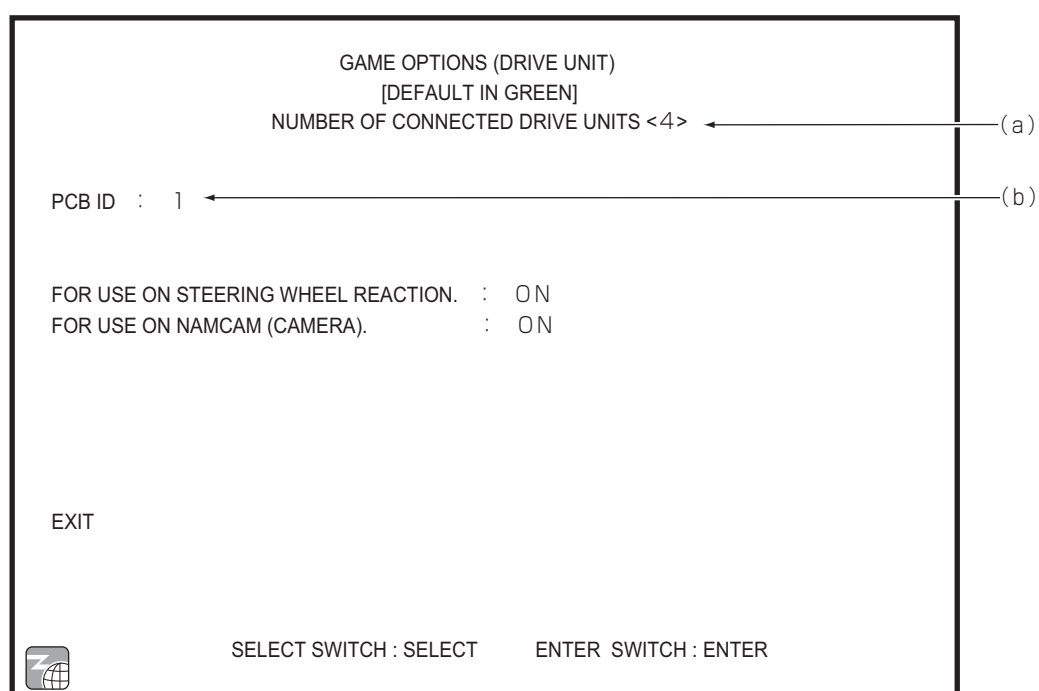 GAME OPTIONS (DRIVE UNIT)
[DEFAULT IN GREEN]
NUMBER OF CONNECTED DRIVE UNITS <4>
(a)
PCB ID : 1
(b)
FOR USE ON STEERING WHEEL REACTION. : ON
FOR USE ON NAMCAM (CAMERA). : ON
EXIT
SELECT SWITCH : SELECT ENTER SWITCH : ENTER